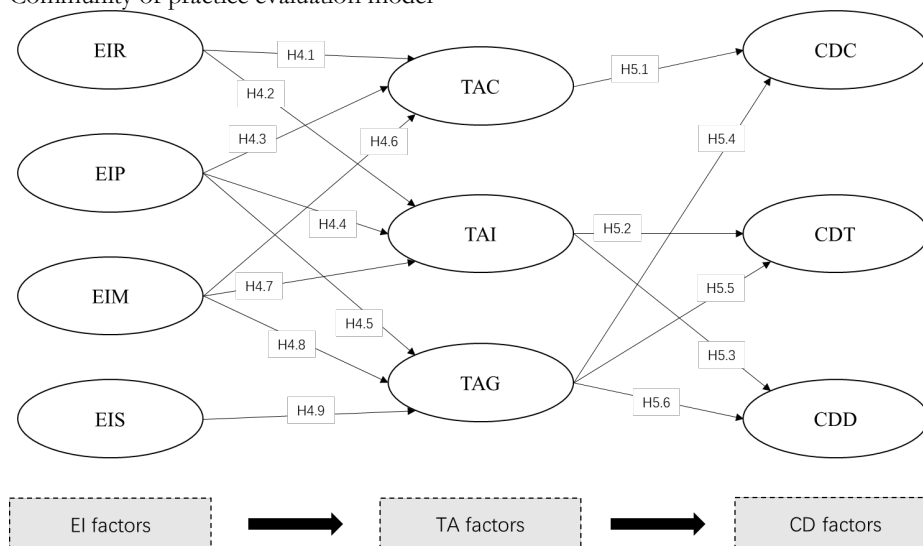 Community of practice evaluation model
EIR
H4.1
TAC
H5.1
CDC
H4.2
H4.3
H4.6
H5.4
EIP
H4.4
TAI
H5.2
CDT
EIM
H4.7
H4.5
H5.5
H4.8
H5.3
TAG
H5.6
EIS
H4.9
CDD
EI factors
TA factors
CD factors